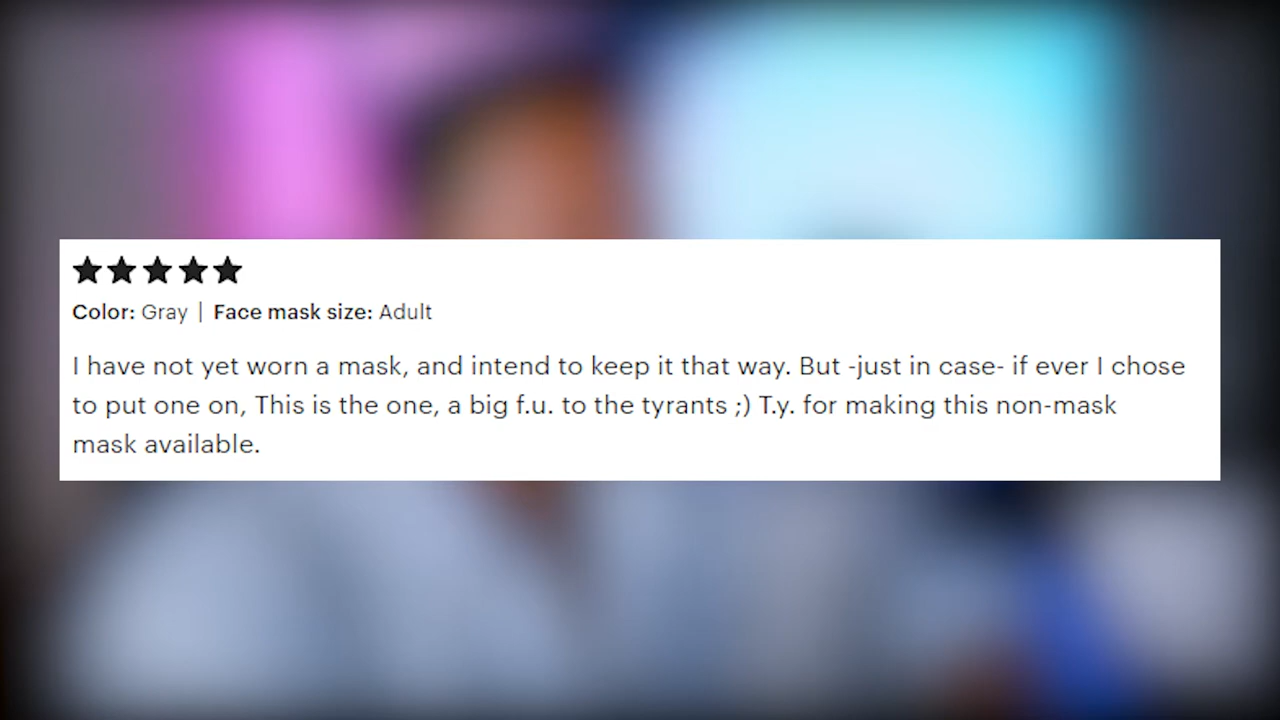 Color: Gray | Face mask size: Adult
I have not yet worn a mask, and intend to keep it that way. But -just in case- if ever I chose
to put one on, This is the one, a big f.u. to the tyrants ;) T.y. for making this non-mask
mask available.